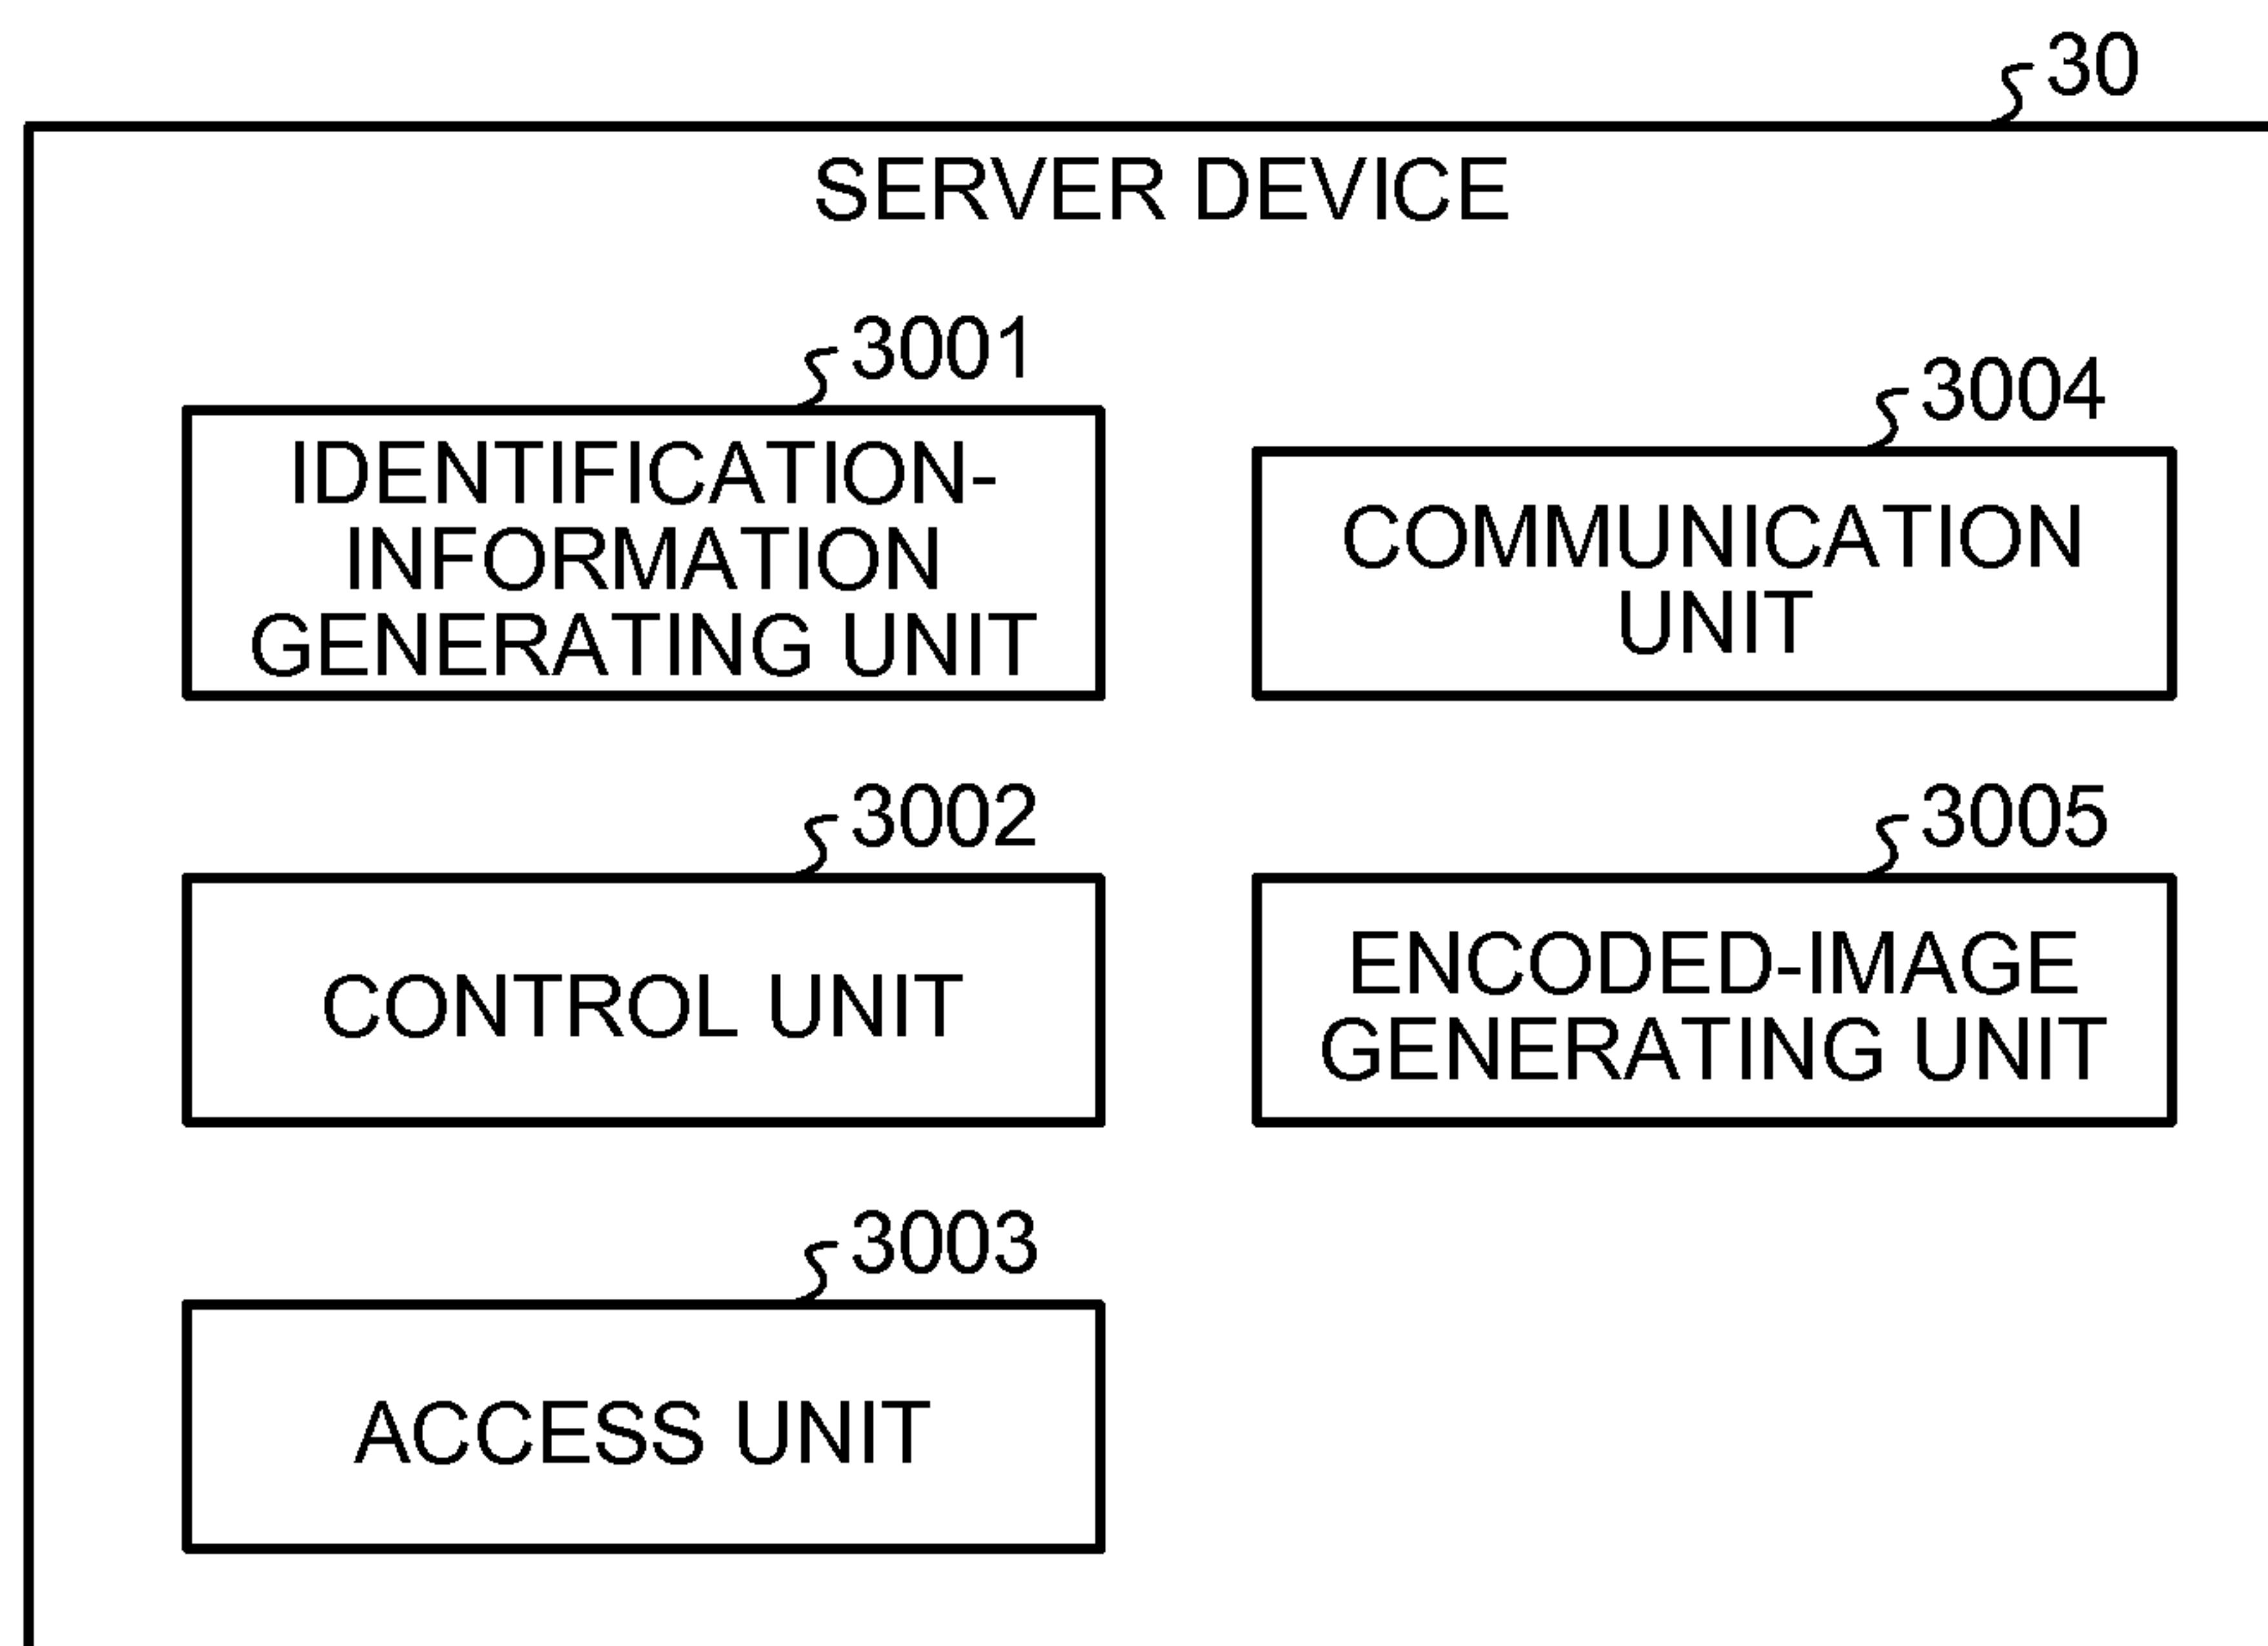 30
SERVER DEVICE
3001
IDENTIFICATION-
INFORMATION
GENERATING UNIT
3004
COMMUNICATION
UNIT
3002
CONTROL UNIT
3005
ENCODED-IMAGE
GENERATING UNIT
3003
ACCESS UNIT